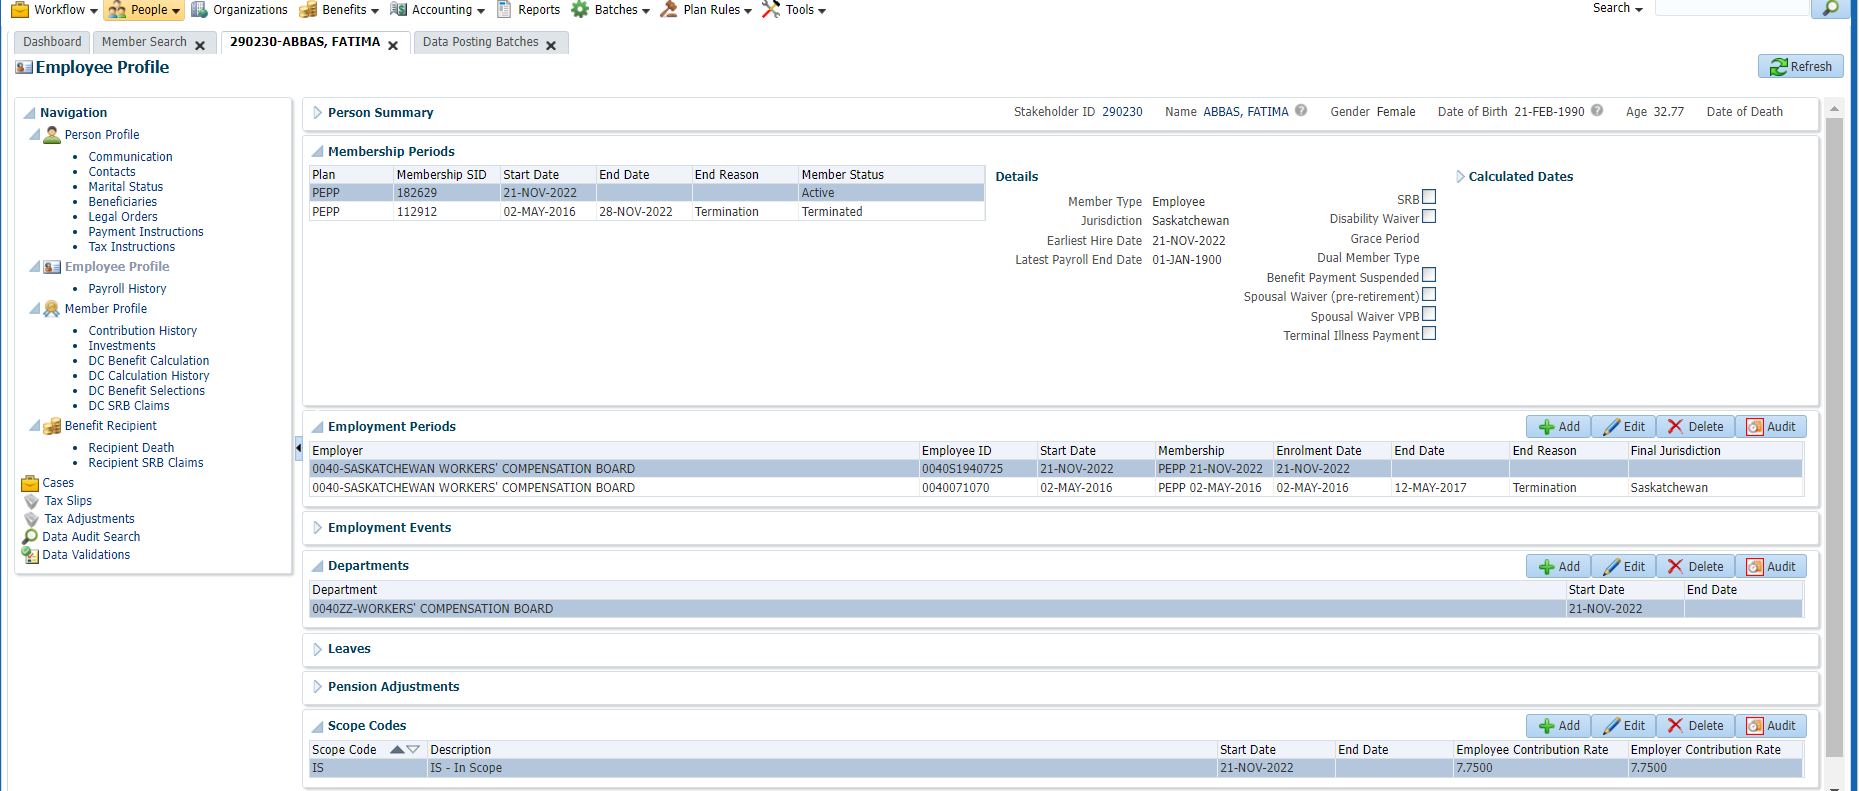 Workflow People Organizations Benefits Accounting Reports Batches Plan Rules Tools Search
Dashboard Member Search 290230-ABBAS, FATIMA Data Posting Batches
Employee Profile Refresh
Navigation
Person Profile
Communication
Contacts
Marital Status
Beneficiaries
Legal Orders
Payment Instructions
Tax Instructions
Employee Profile
Payroll History
Member Profile
Contribution History
Investments
DC Benefit Calculation
DC Calculation History
DC Benefit Selections
DC SRB Claims
Benefit Recipient
Recipient Death
Recipient SRB Claims
Cases
Tax Slips
Tax Adjustments
Data Audit Search
Data Validations
Person Summary Stakeholder ID 290230 Name ABBAS, FATIMA Gender Female Date of Birth 21-FEB-1990 Age 32.77 Date of Death
Membership Periods
Plan Membership SID Start Date End Date End Reason Member Status
PEPP 182629 21-NOV-2022 Active
PEPP 112912 02-MAY-2016 28-NOV-2022 Termination Terminated
Details
Member Type Employee
Jurisdiction Saskatchewan
Earliest Hire Date 21-NOV-2022
Latest Payroll End Date 01-JAN-1900
SRB
Disability Waiver
Grace Period
Dual Member Type
Benefit Payment Suspended
Spousal Waiver (pre-retirement)
Spousal Waiver VPB
Terminal Illness Payment
Calculated Dates
Employment Periods Add Edit Delete Audit
Employer Employee ID Start Date Membership Enrolment Date End Date End Reason Final Jurisdiction
0040-SASKATCHEWAN WORKERS' COMPENSATION BOARD 0040S1940725 21-NOV-2022 PEPP 21-NOV-2022 21-NOV-2022
0040-SASKATCHEWAN WORKERS' COMPENSATION BOARD 0040071070 02-MAY-2016 PEPP 02-MAY-2016 02-MAY-2016 12-MAY-2017 Termination Saskatchewan
Employment Events
Departments Add Edit Delete Audit
Department Start Date End Date
0040ZZ-WORKERS' COMPENSATION BOARD 21-NOV-2022
Leaves
Pension Adjustments
Scope Codes Add Edit Delete Audit
Scope Code Description Start Date End Date Employee Contribution Rate Employer Contribution Rate
IS IS - In Scope 21-NOV-2022 7.7500 7.7500